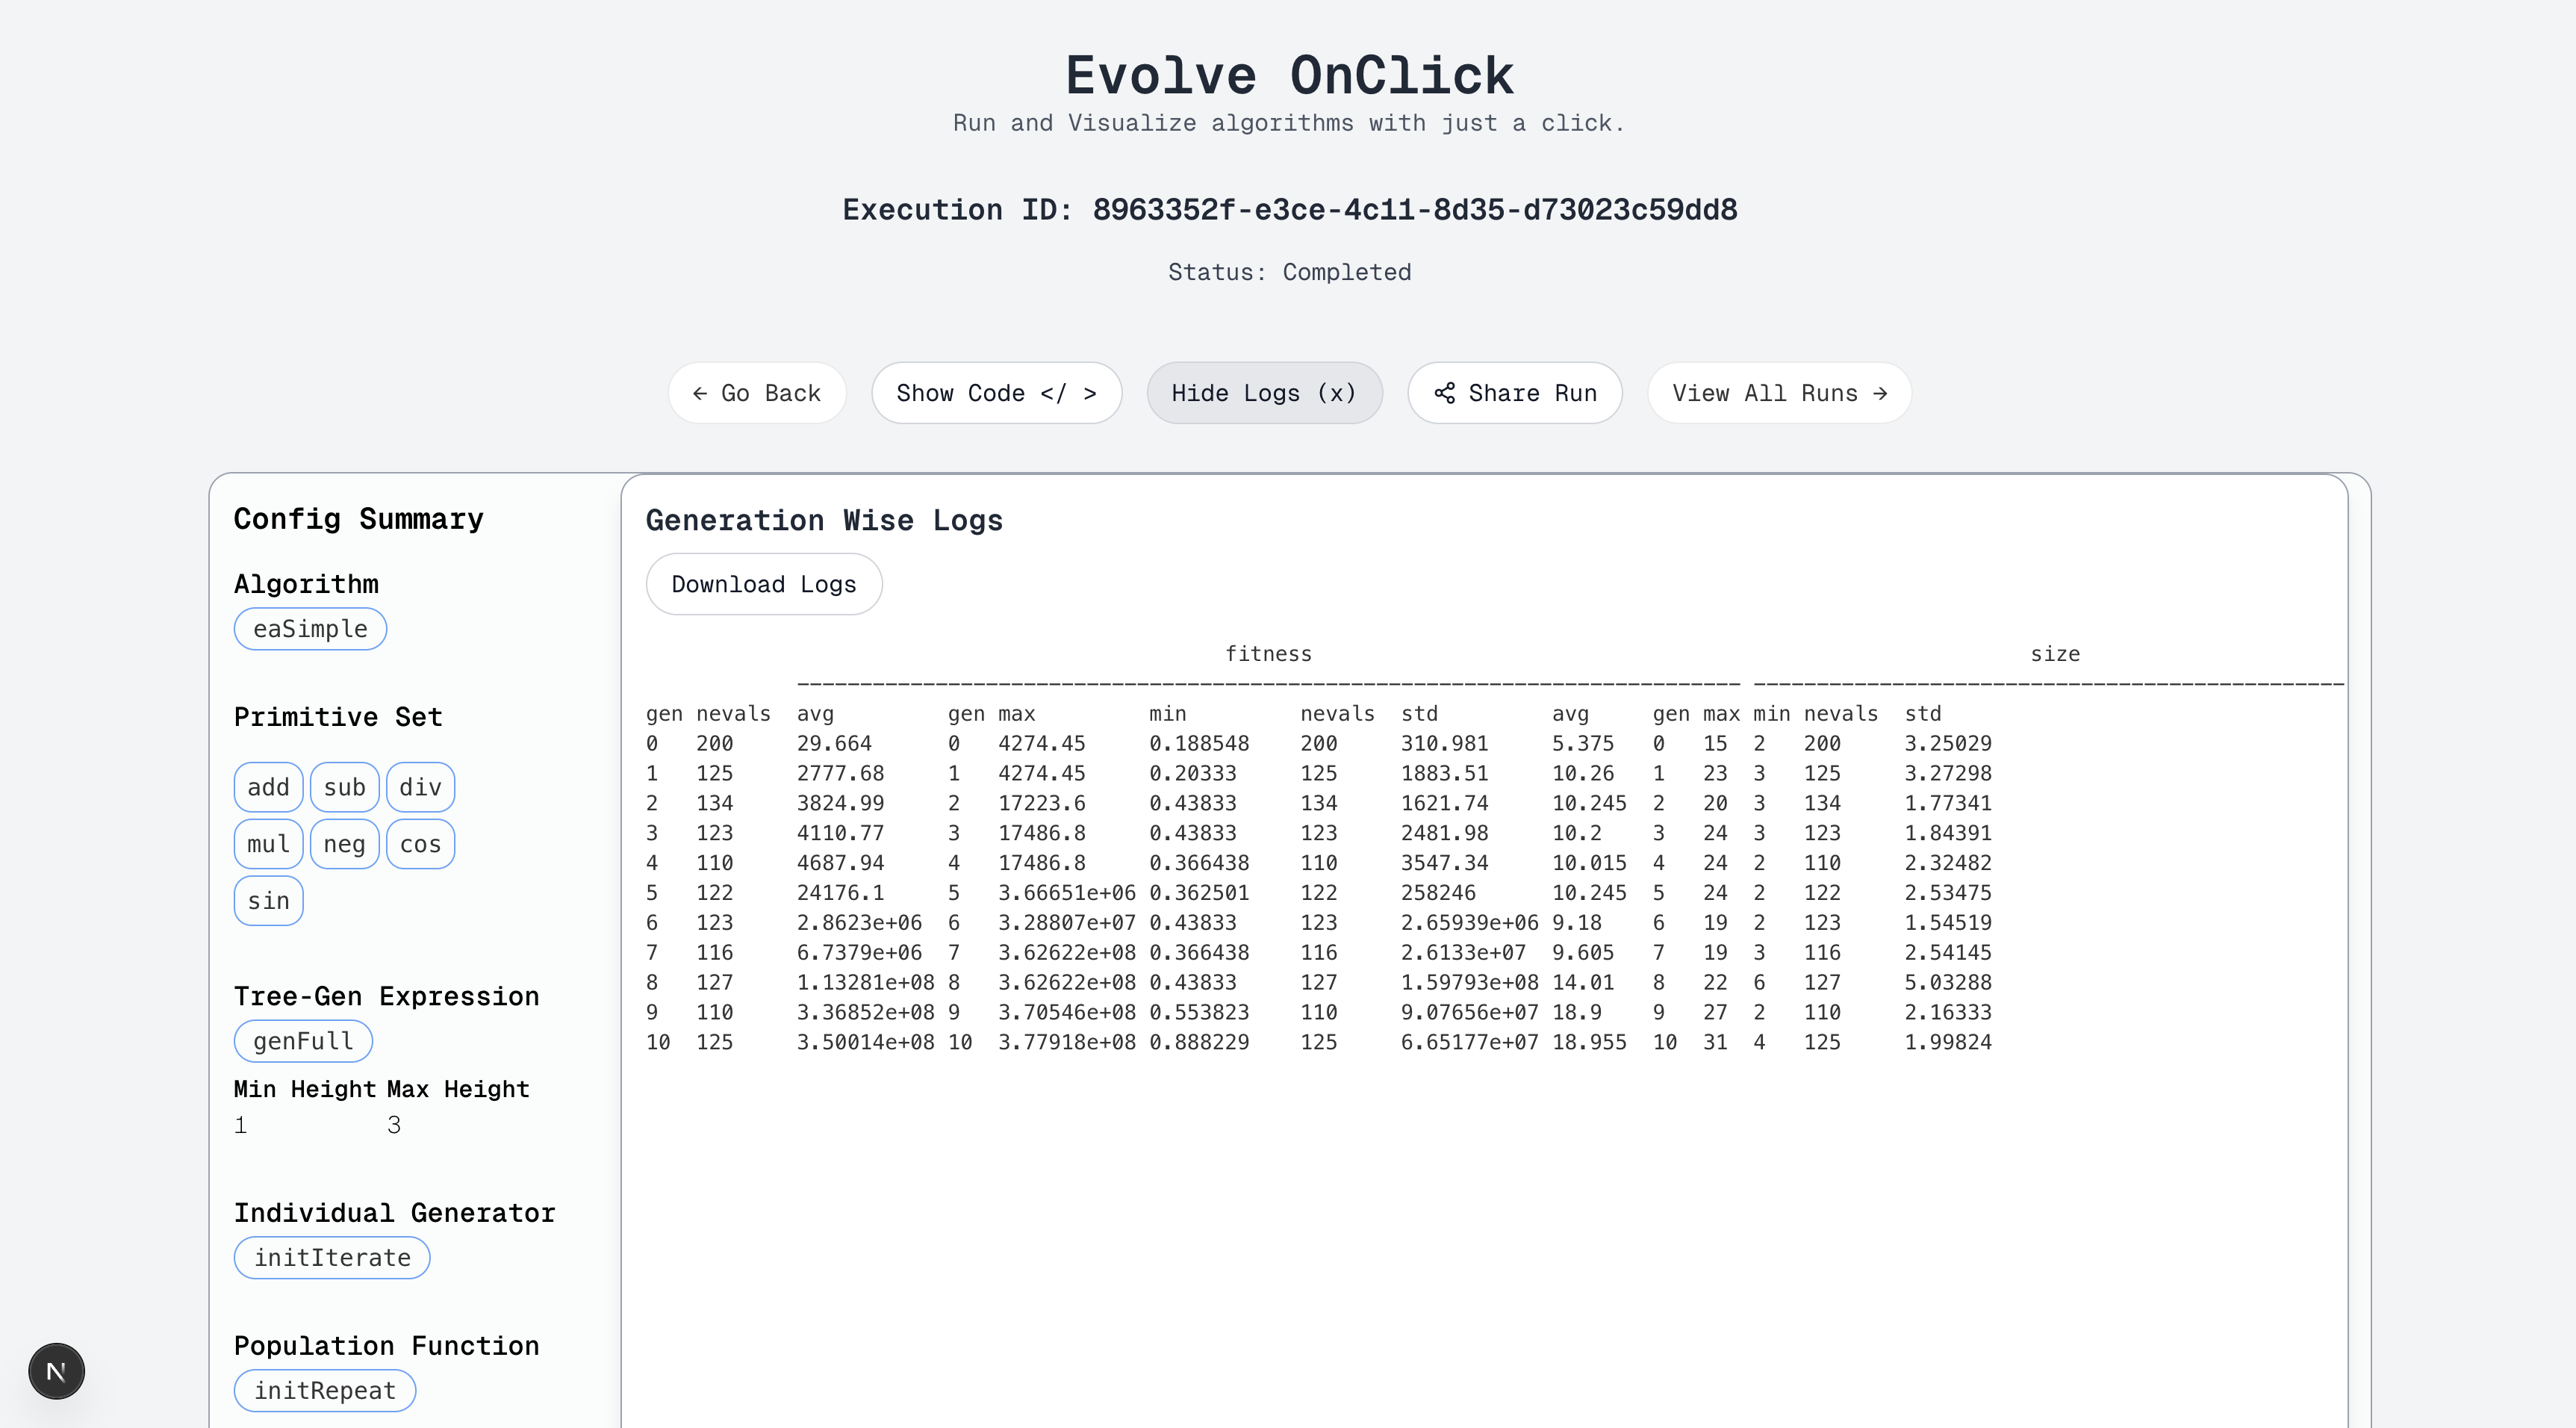 Evolve OnClick
Run and Visualize algorithms with just a click.
Execution ID: 8963352f-e3ce-4c11-8d35-d73023c59dd8
Status: Completed
← Go Back
Show Code </ >
Hide Logs (x)
Share Run
View All Runs →
Config Summary
Algorithm
eaSimple
Primitive Set
add sub div
mul neg cos
sin
Tree-Gen Expression
genFull
Min Height Max Height
1 3
Individual Generator
initIterate
Population Function
initRepeat
Generation Wise Logs
Download Logs
fitness size
--------------------------------------------------------------------------- -----------------------------------------------
gen nevals avg gen max min nevals std avg gen max min nevals std
0 200 29.664 0 4274.45 0.188548 200 310.981 5.375 0 15 2 200 3.25029
1 125 2777.68 1 4274.45 0.20333 125 1883.51 10.26 1 23 3 125 3.27298
2 134 3824.99 2 17223.6 0.43833 134 1621.74 10.245 2 20 3 134 1.77341
3 123 4110.77 3 17486.8 0.43833 123 2481.98 10.2 3 24 3 123 1.84391
4 110 4687.94 4 17486.8 0.366438 110 3547.34 10.015 4 24 2 110 2.32482
5 122 24176.1 5 3.66651e+06 0.362501 122 258246 10.245 5 24 2 122 2.53475
6 123 2.8623e+06 6 3.28807e+07 0.43833 123 2.65939e+06 9.18 6 19 2 123 1.54519
7 116 6.7379e+06 7 3.62622e+08 0.366438 116 2.6133e+07 9.605 7 19 3 116 2.54145
8 127 1.13281e+08 8 3.62622e+08 0.43833 127 1.59793e+08 14.01 8 22 6 127 5.03288
9 110 3.36852e+08 9 3.70546e+08 0.553823 110 9.07656e+07 18.9 9 27 2 110 2.16333
10 125 3.50014e+08 10 3.77918e+08 0.888229 125 6.65177e+07 18.955 10 31 4 125 1.99824
N